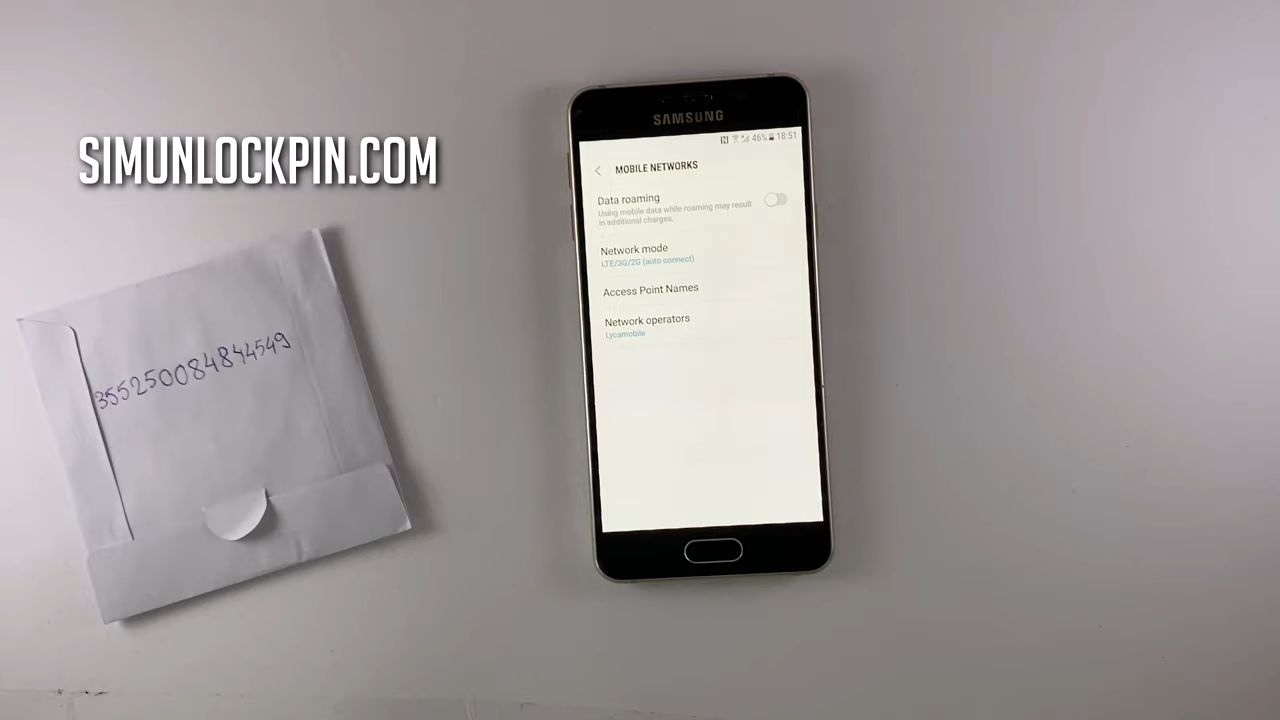 SIMUNLOCKPIN.COM
355250084844549
SAMSUNG
46% 18:51
MOBILE NETWORKS
Data roaming
Using mobile data while roaming may result
in additional charges.
Network mode
LTE/3G/2G (auto connect)
Access Point Names
Network operators
Lycamobile